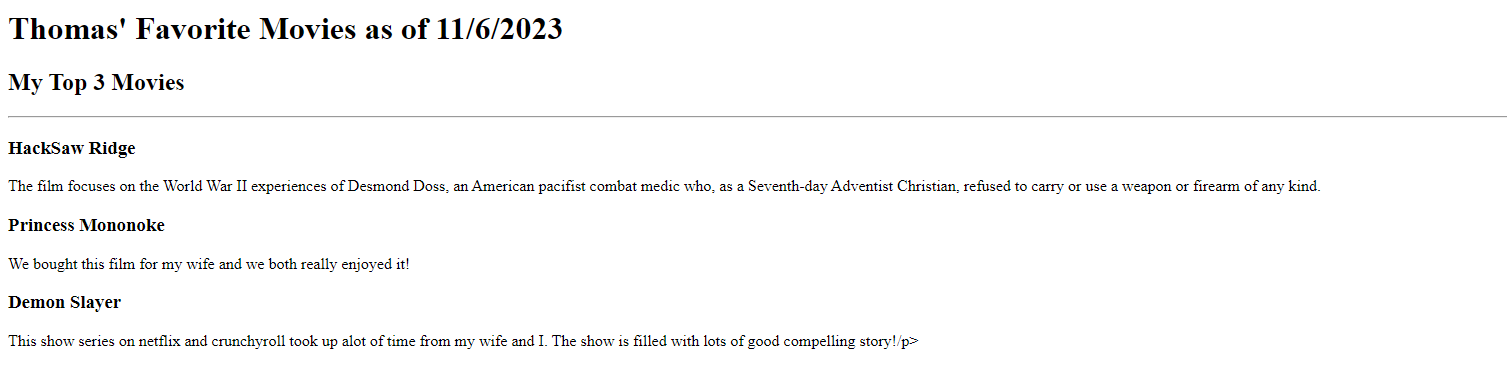 Thomas' Favorite Movies as of 11/6/2023
My Top 3 Movies
HackSaw Ridge
The film focuses on the World War II experiences of Desmond Doss, an American pacifist combat medic who, as a Seventh-day Adventist Christian, refused to carry or use a weapon or firearm of any kind.
Princess Mononoke
We bought this film for my wife and we both really enjoyed it!
Demon Slayer
This show series on netflix and crunchyroll took up alot of time from my wife and I. The show is filled with lots of good compelling story!/p>